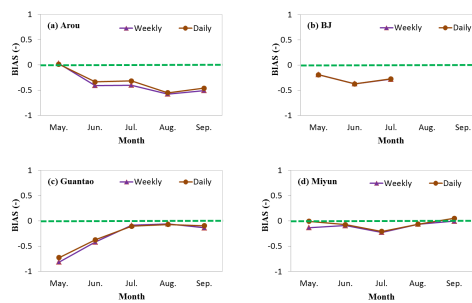 (a) Arou
Weekly
Daily
BIAS (-)
1
0.5
0
-0.5
-1
May.
Jun.
Jul.
Aug.
Sep.
Month
(b) BJ
Weekly
Daily
BIAS (-)
1
0.5
0
-0.5
-1
May.
Jun.
Jul.
Aug.
Sep.
Month
(c) Guantao
Weekly
Daily
BIAS (-)
1
0.5
0
-0.5
-1
May.
Jun.
Jul.
Aug.
Sep.
Month
(d) Miyun
Weekly
Daily
BIAS (-)
1
0.5
0
-0.5
-1
May.
Jun.
Jul.
Aug.
Sep.
Month